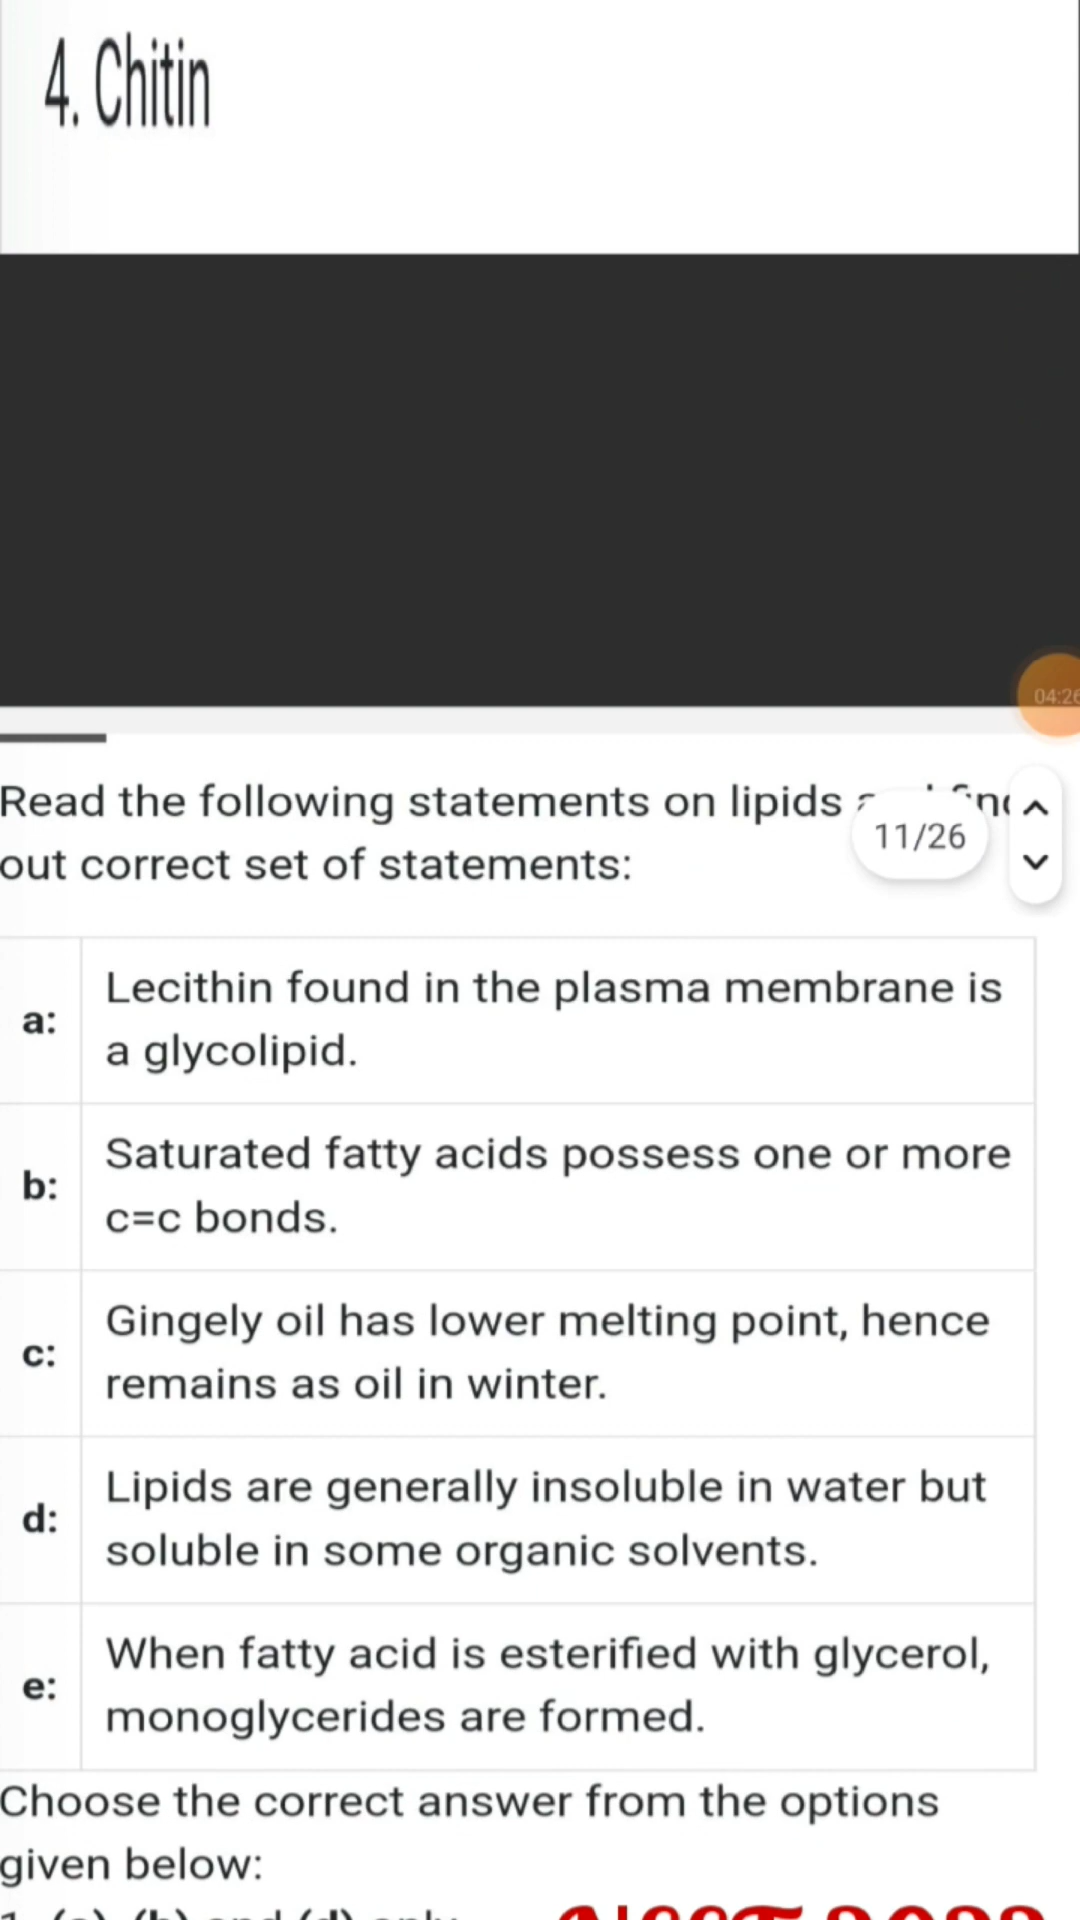 4. Chitin
04:26
Read the following statements on lipids
11/26
out correct set of statements:
a:
Lecithin found in the plasma membrane is
a glycolipid.
b:
Saturated fatty acids possess one or more
c=c bonds.
c:
Gingely oil has lower melting point, hence
remains as oil in winter.
d:
Lipids are generally insoluble in water but
soluble in some organic solvents.
e:
When fatty acid is esterified with glycerol,
monoglycerides are formed.
Choose the correct answer from the options
given below: